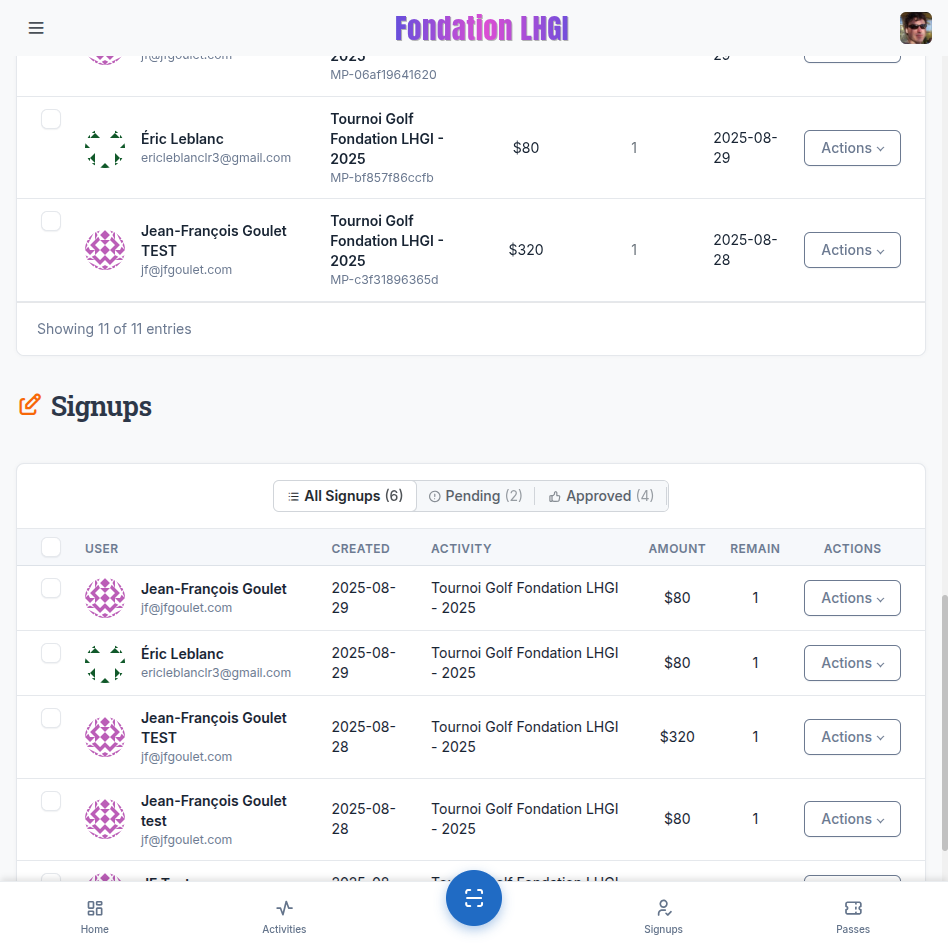 Fondation LHGI
jf@jfgoulet.com
2025
MP-06af19641620
29
Éric Leblanc
ericleblanclr3@gmail.com
Tournoi Golf
Fondation LHGI -
2025
MP-bf857f86ccfb
$80
1
2025-08-
29
Actions
Jean-François Goulet
TEST
jf@jfgoulet.com
Tournoi Golf
Fondation LHGI -
2025
MP-c3f31896365d
$320
1
2025-08-
28
Actions
Showing 11 of 11 entries
Signups
All Signups (6) Pending (2) Approved (4)
USER CREATED ACTIVITY AMOUNT REMAIN ACTIONS
Jean-François Goulet
jf@jfgoulet.com
2025-08-
29
Tournoi Golf Fondation LHGI
- 2025
$80
1
Actions
Éric Leblanc
ericleblanclr3@gmail.com
2025-08-
29
Tournoi Golf Fondation LHGI
- 2025
$80
1
Actions
Jean-François Goulet
TEST
jf@jfgoulet.com
2025-08-
28
Tournoi Golf Fondation LHGI
- 2025
$320
1
Actions
Jean-François Goulet
test
jf@jfgoulet.com
2025-08-
28
Tournoi Golf Fondation LHGI
- 2025
$80
1
Actions
Home Activities Signups Passes